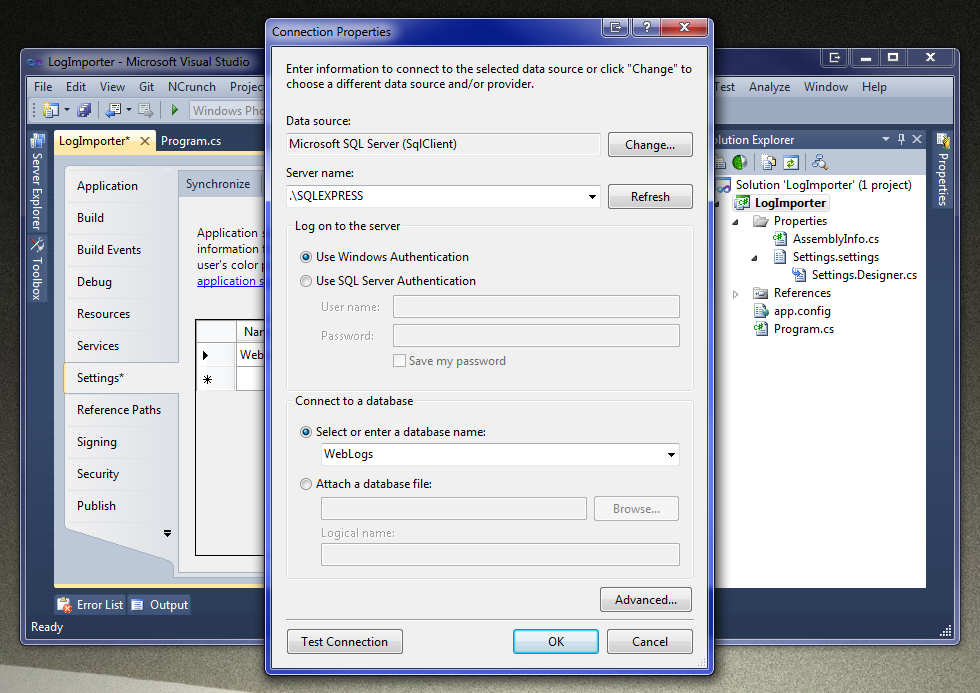 Connection Properties
Enter information to connect to the selected data source or click "Change" to
choose a different data source and/or provider.
Data source:
Microsoft SQL Server (SqlClient)
Change...
Server name:
.\SQLEXPRESS
Refresh
Log on to the server
Use Windows Authentication
Use SQL Server Authentication
User name:
Password:
Save my password
Connect to a database
Select or enter a database name:
WebLogs
Attach a database file:
Browse...
Logical name:
Advanced...
Test Connection
OK
Cancel
LogImporter - Microsoft Visual Studio
File Edit View Git NCrunch
Analyze Window Help
Windows
LogImporter* Program.cs
Server Explorer
Toolbox
Application
Build
Build Events
Debug
Resources
Services
Settings*
Reference Paths
Signing
Security
Publish
Synchronize
Application
information
user's color
application
Web
Error List Output
Ready
Explorer
Solution 'LogImporter' (1 project)
LogImporter
Properties
AssemblyInfo.cs
Settings.settings
Settings.Designer.cs
References
app.config
Program.cs
Properties